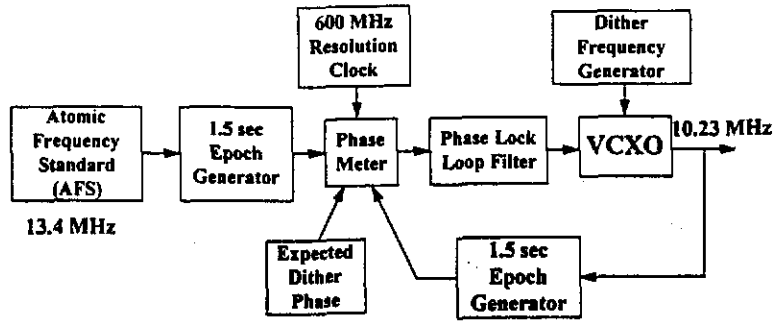 600 MHz
Resolution
Clock
Dither
Frequency
Generator
Atomic
Frequency
Standard
(AFS)
1.5 sec
Epoch
Generator
Phase
Meter
Phase Lock
Loop Filter
VCXO
10.23 MHz
13.4 MHz
Expected
Dither
Phase
1.5 sec
Epoch
Generator